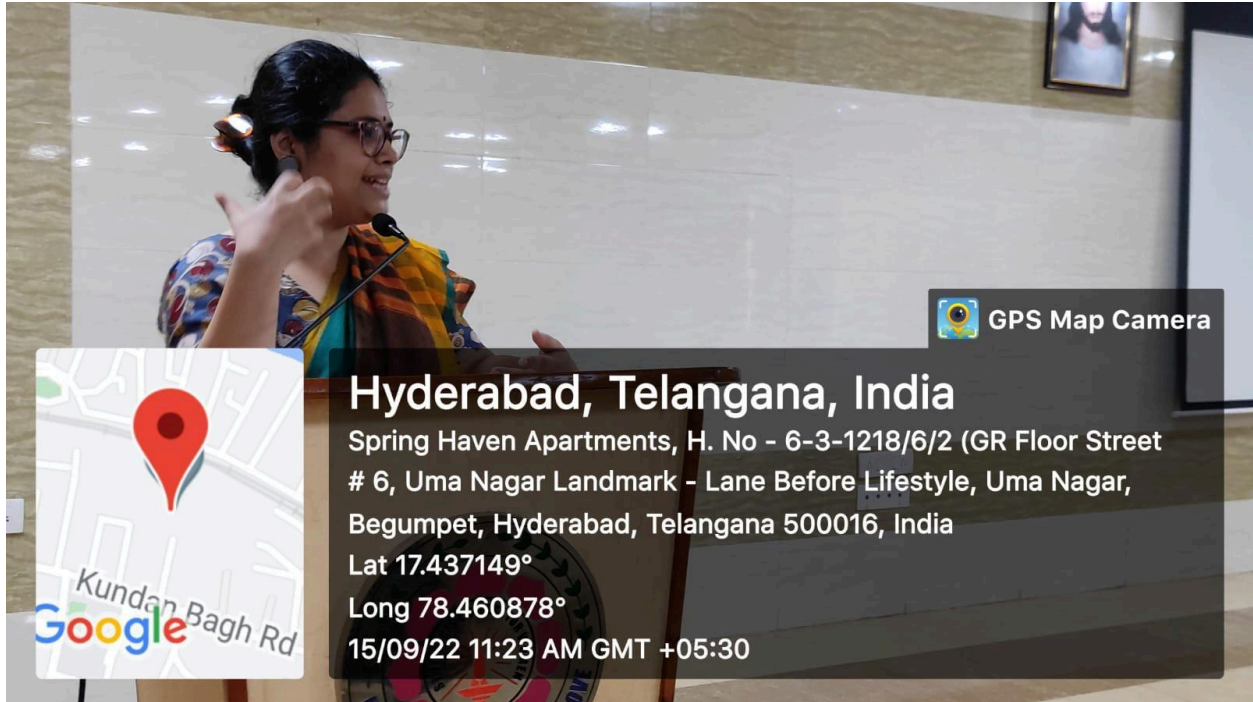 GPS Map Camera
Hyderabad, Telangana, India
Spring Haven Apartments, H. No - 6-3-1218/6/2 (GR Floor Street
# 6, Uma Nagar Landmark - Lane Before Lifestyle, Uma Nagar,
Begumpet, Hyderabad, Telangana 500016, India
Lat 17.437149°
Long 78.460878°
15/09/22 11:23 AM GMT +05:30
Kundan Bagh Rd
Google
OVE